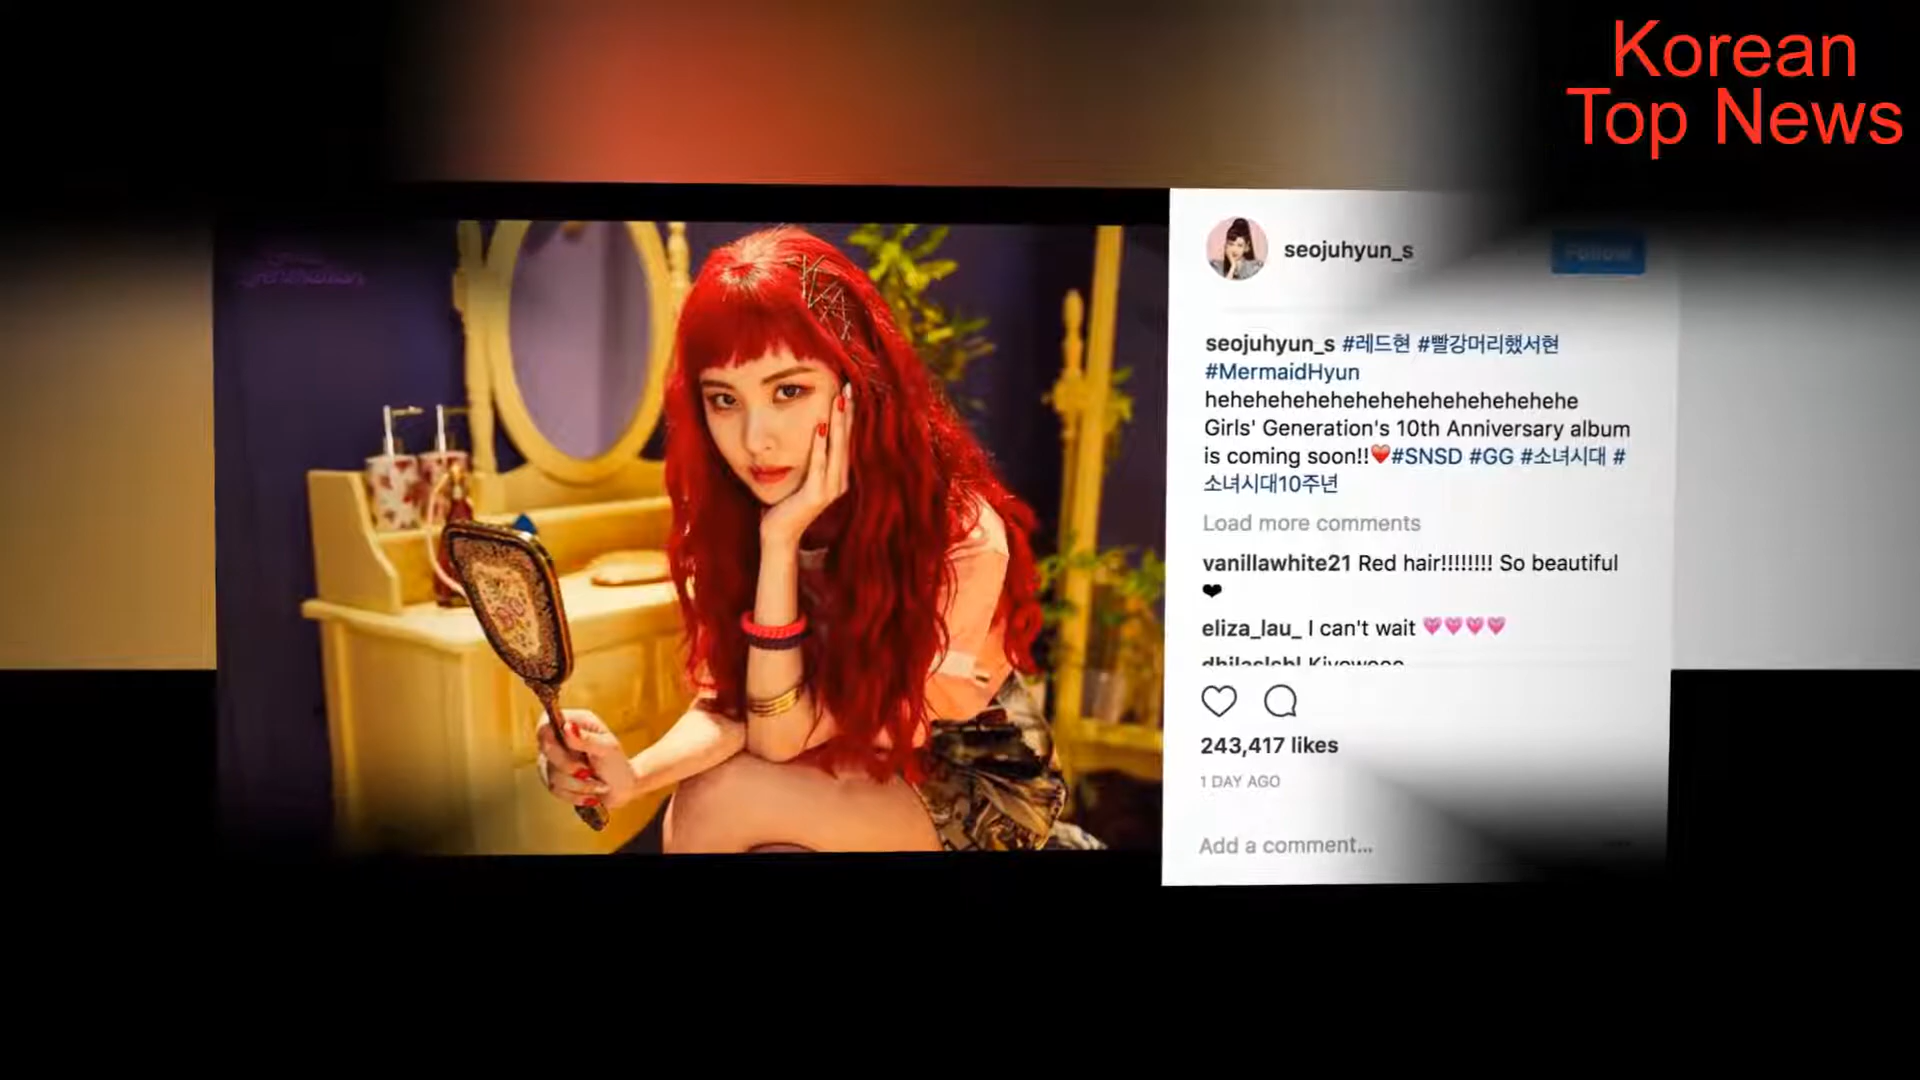 Korean
Top News
Generation
seojuhyun_s
Follow
seojuhyun_s #레드현 #빨강머리했서현
#MermaidHyun
hehehehehehehehehehehehehehehe
Girls' Generation's 10th Anniversary album
is coming soon!!❤️#SNSD #GG #소녀시대 #
소녀시대10주년
Load more comments
vanillawhite21 Red hair!!!!!!!! So beautiful
❤
eliza_lau_ I can't wait 💗💗💗💗
243,417 likes
1 DAY AGO
Add a comment...